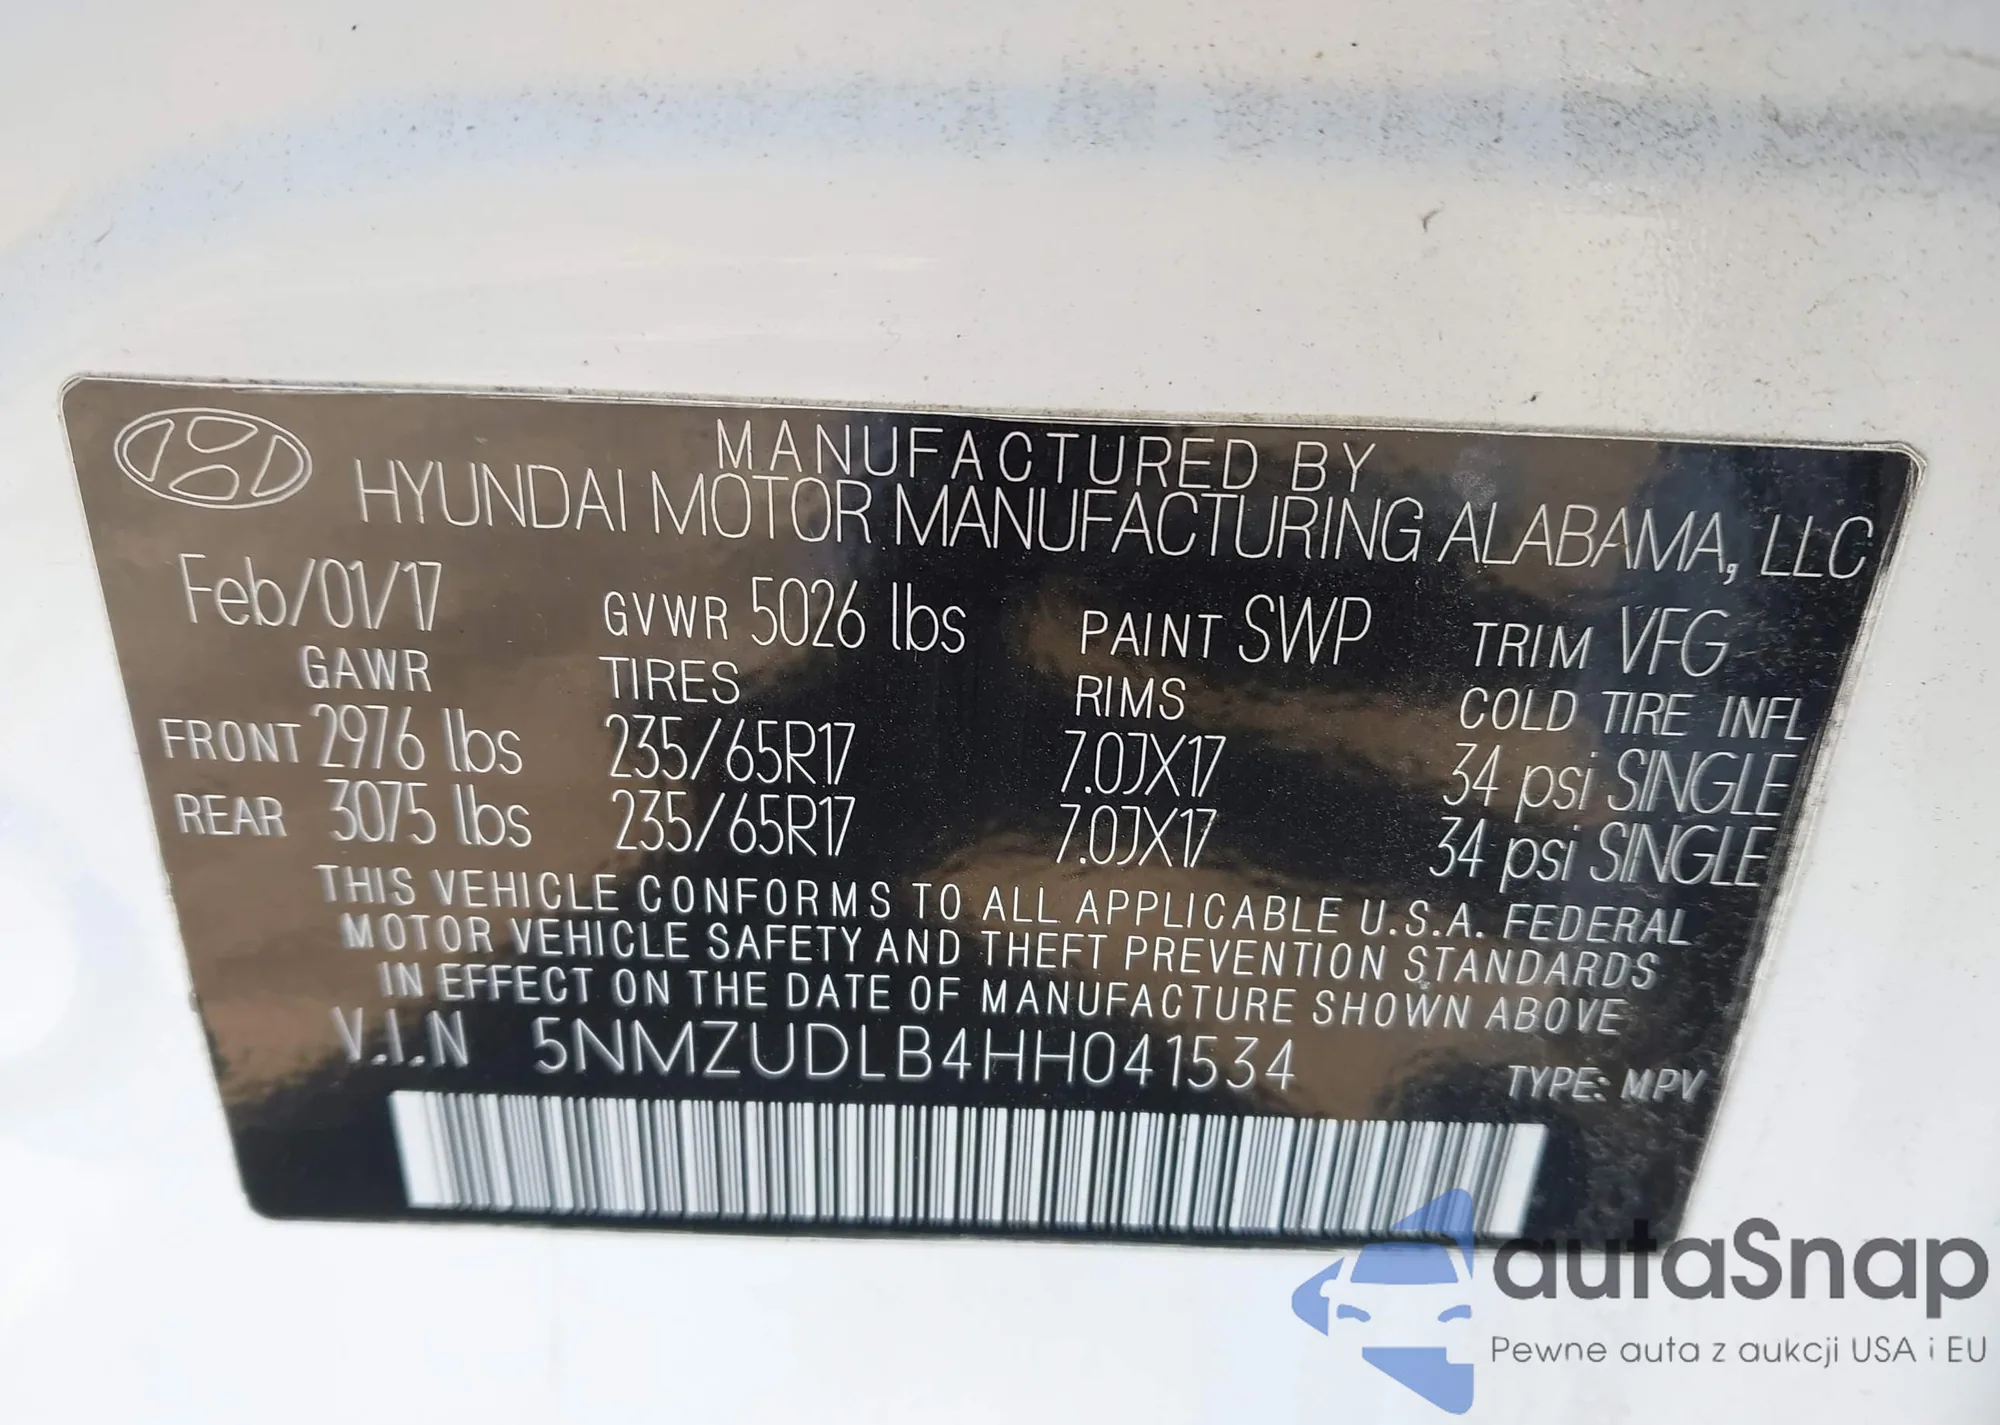 MANUFACTURED BY
HYUNDAI MOTOR MANUFACTURING ALABAMA, LLC
Feb/01/17 GVWR 5026 lbs PAINT SWP TRIM VFG
GAWR TIRES RIMS COLD TIRE INFL
FRONT 2976 lbs 235/65R17 7.0JX17 34 psi SINGLE
REAR 3075 lbs 235/65R17 7.0JX17 34 psi SINGLE
THIS VEHICLE CONFORMS TO ALL APPLICABLE U.S.A. FEDERAL
MOTOR VEHICLE SAFETY AND THEFT PREVENTION STANDARDS
IN EFFECT ON THE DATE OF MANUFACTURE SHOWN ABOVE
V.I.N 5NMZUDLB4HH041534
TYPE: MPV
autaSnap
Pewne auta z aukcji USA i EU